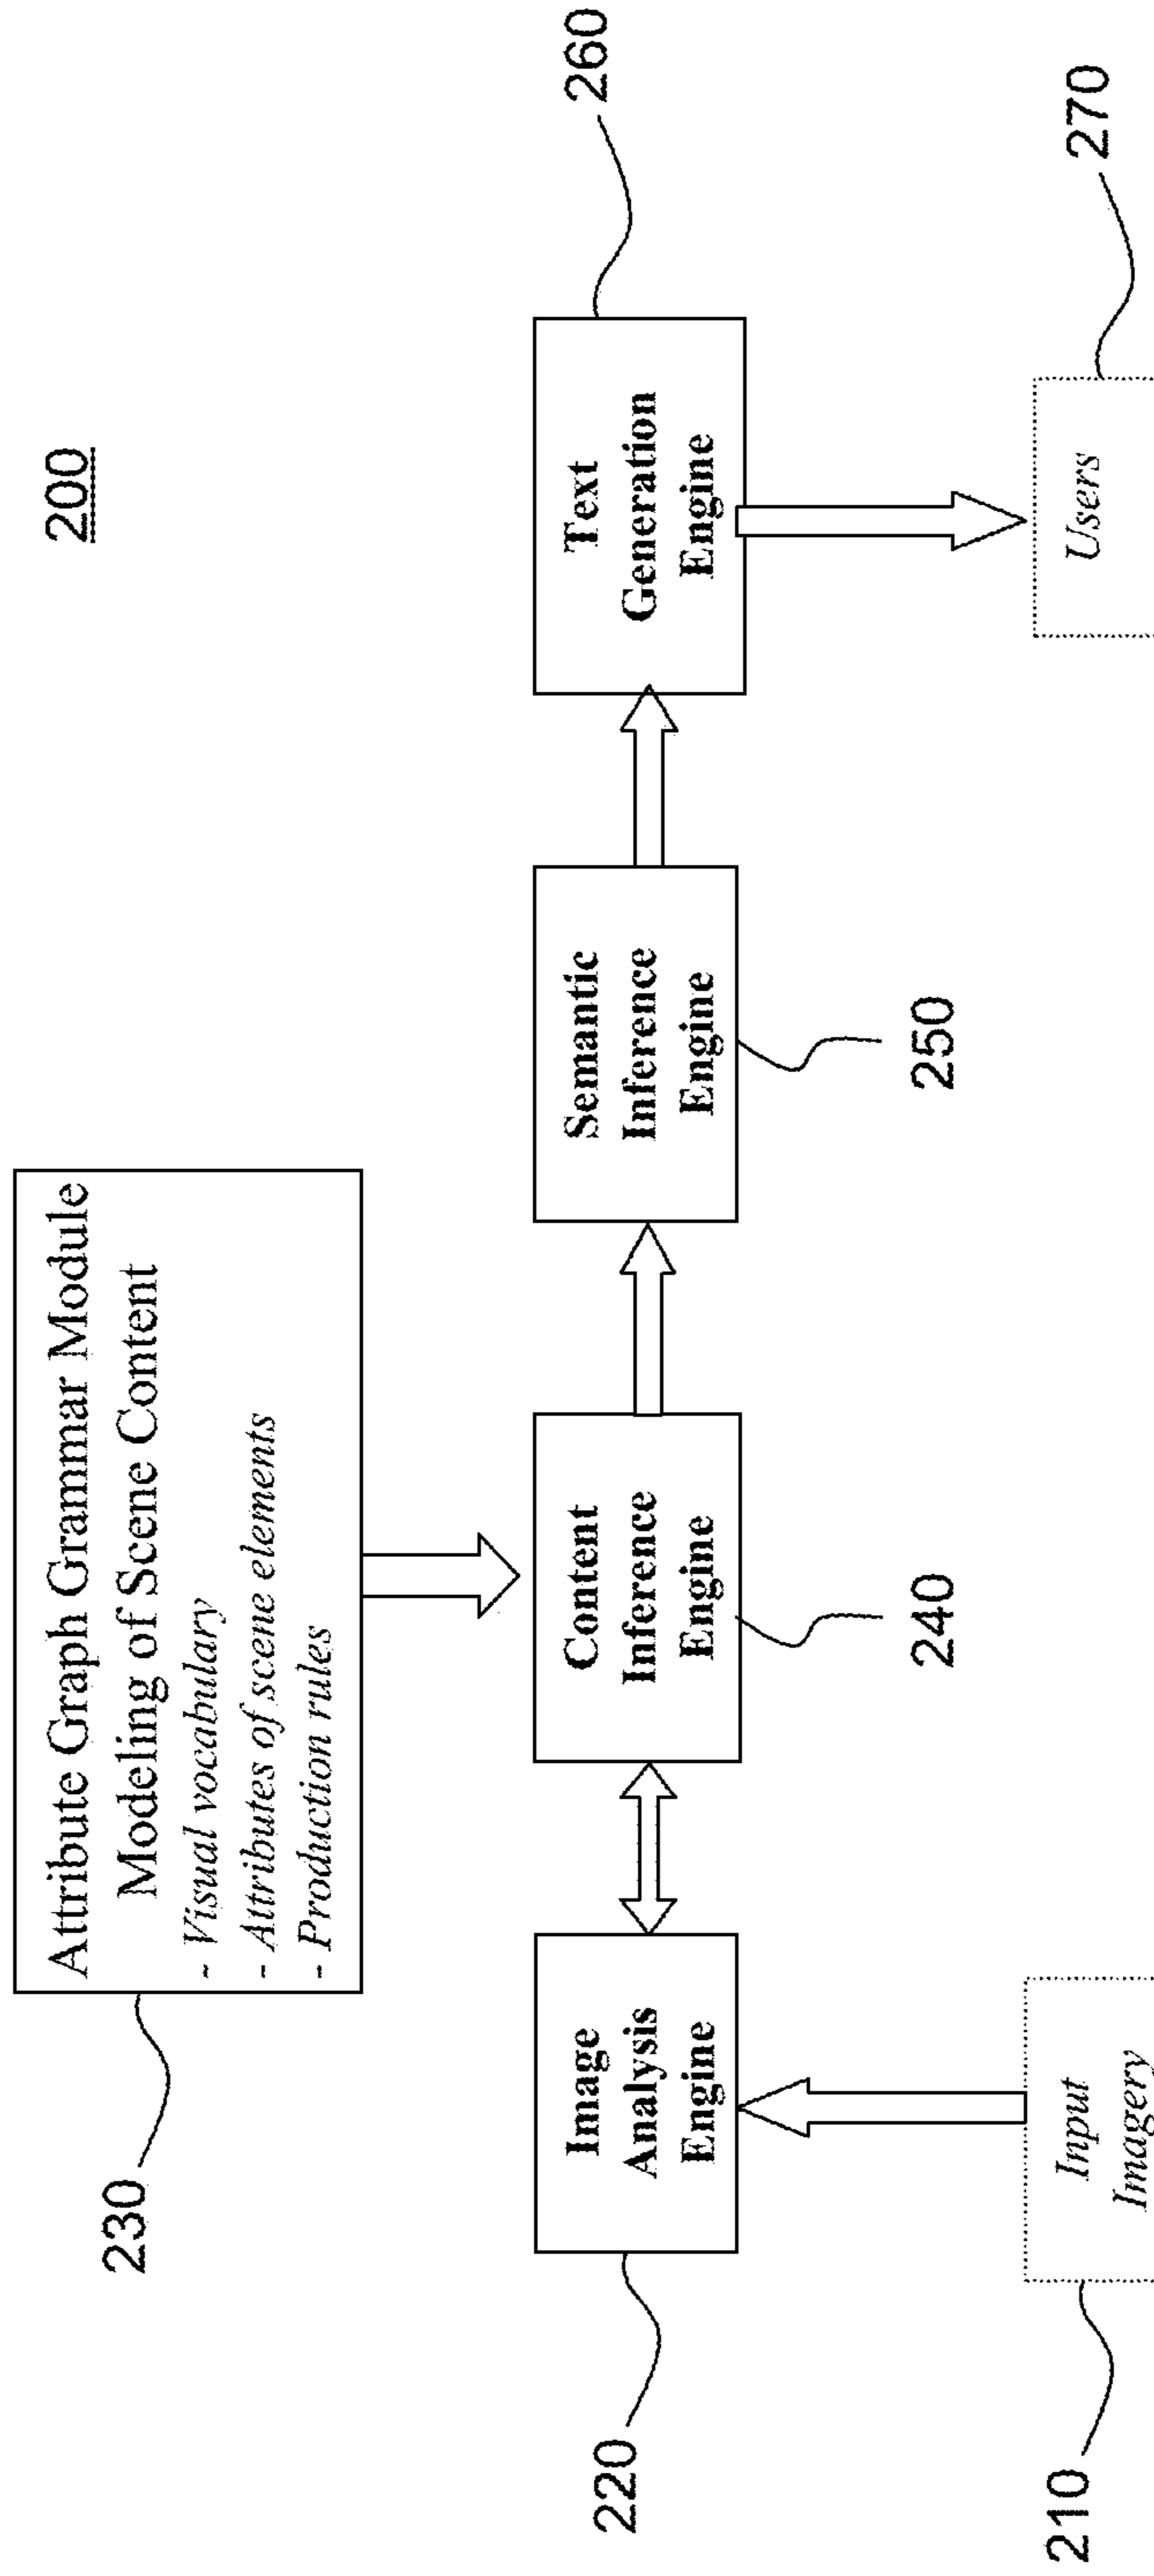 200
230
Attribute Graph Grammar Module
Modeling of Scene Content
- Visual vocabulary
- Attributes of scene elements
- Production rules
220
Image
Analysis
Engine
Content
Inference
Engine
240
Semantic
Inference
Engine
250
Text
Generation
Engine
260
210
Input
Imagery
Users
270